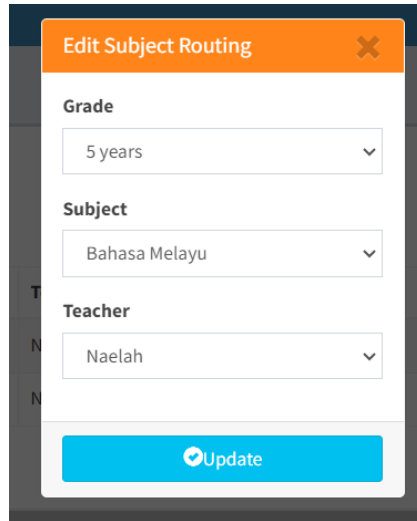 Edit Subject Routing
Grade
5 years
Subject
Bahasa Melayu
Teacher
Naelah
Update